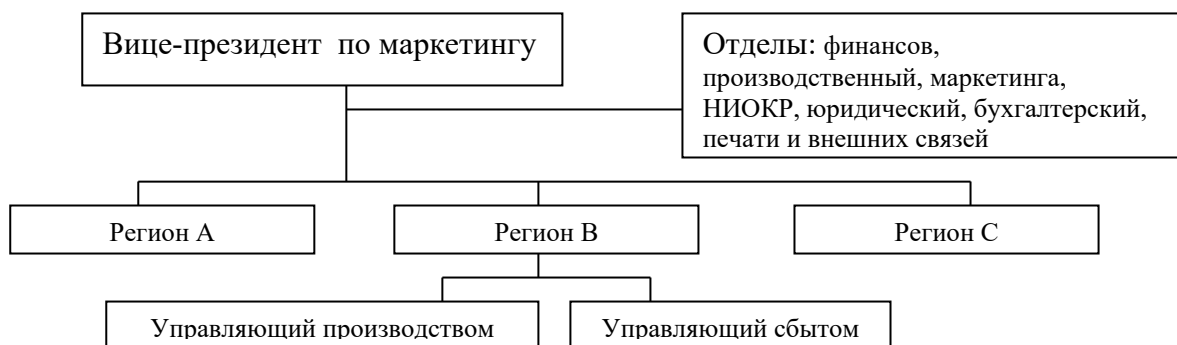 Вице-президент по маркетингу
Отделы: финансов,
производственный, маркетинга,
НИОКР, юридический, бухгалтерский,
печати и внешних связей
Регион А
Регион В
Регион С
Управляющий производством
Управляющий сбытом